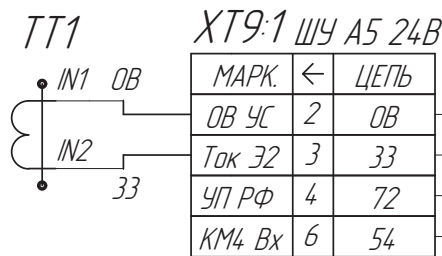 ТТ1
ХТ9:1 ШУ А5 24В
IN1 0В
IN2
33
МАРК. ← ЦЕПЬ
0В УС 2 0В
Ток Э2 3 33
УП РФ 4 72
КМ4 Вх 6 54